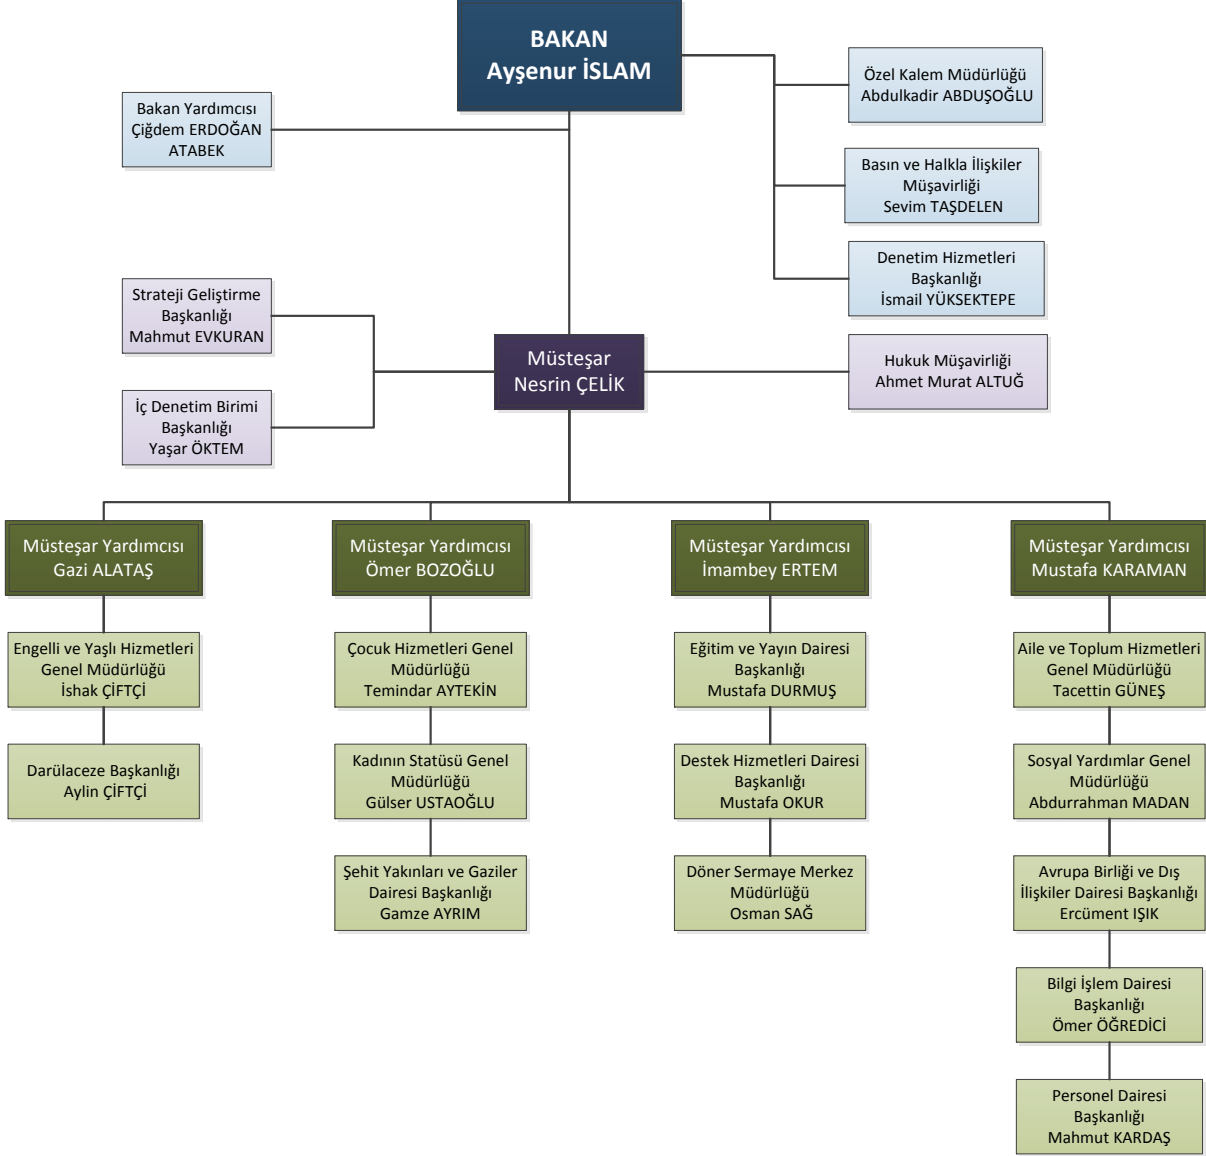 BAKAN
Ayşenur İSLAM
Özel Kalem Müdürlüğü
Abdulkadir ABDUŞOĞLU
Bakan Yardımcısı
Çiğdem ERDOĞAN
ATABEK
Basın ve Halkla İlişkiler
Müşavirliği
Sevim TAŞDELEN
Denetim Hizmetleri
Başkanlığı
İsmail YÜKSEKTEPE
Strateji Geliştirme
Başkanlığı
Mahmut EVKURAN
Müsteşar
Nesrin ÇELİK
Hukuk Müşavirliği
Ahmet Murat ALTUĞ
İç Denetim Birimi
Başkanlığı
Yaşar ÖKTEM
Müsteşar Yardımcısı
Gazi ALATAŞ
Engelli ve Yaşlı Hizmetleri
Genel Müdürlüğü
İshak ÇİFTÇİ
Darülaceze Başkanlığı
Aylin ÇİFTÇİ
Müsteşar Yardımcısı
Ömer BOZOĞLU
Çocuk Hizmetleri Genel
Müdürlüğü
Temindar AYTEKİN
Kadının Statüsü Genel
Müdürlüğü
Gülser USTAOĞLU
Şehit Yakınları ve Gaziler
Dairesi Başkanlığı
Gamze AYRIM
Müsteşar Yardımcısı
İmambey ERTEM
Eğitim ve Yayın Dairesi
Başkanlığı
Mustafa DURMUŞ
Destek Hizmetleri Dairesi
Başkanlığı
Mustafa OKUR
Döner Sermaye Merkez
Müdürlüğü
Osman SAĞ
Müsteşar Yardımcısı
Mustafa KARAMAN
Aile ve Toplum Hizmetleri
Genel Müdürlüğü
Tacettin GÜNEŞ
Sosyal Yardımlar Genel
Müdürlüğü
Abdurrahman MADAN
Avrupa Birliği ve Dış
İlişkiler Dairesi Başkanlığı
Ercüment IŞIK
Bilgi İşlem Dairesi
Başkanlığı
Ömer ÖĞREDİCİ
Personel Dairesi
Başkanlığı
Mahmut KARDAŞ